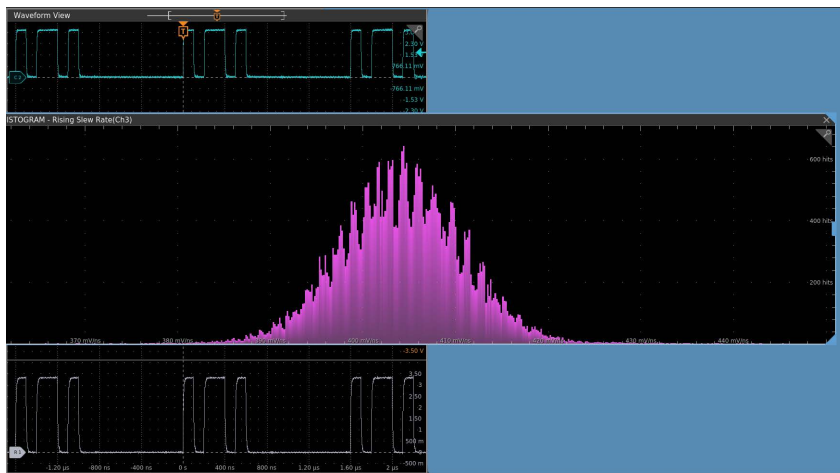 Waveform View
T
T
2.30 V
1.53
766.11 mV
C 3
-766.11 mV
-1.53 V
-2.30 V
ISTOGRAM - Rising Slew Rate(Ch3)
600 hits
400 hits
200 hits
370 mV/ns 380 mV/ns 400 mV/ns 410 mV/ns 420 mV/ns 430 mV/ns 440 mV/ns
-3.50
3.50
3
2.50
2
1.50
1
500 m
-500 m
-1.20 µs -800 ns -400 ns 0 s 400 ns 800 ns 1.20 µs 1.60 µs 2 µs